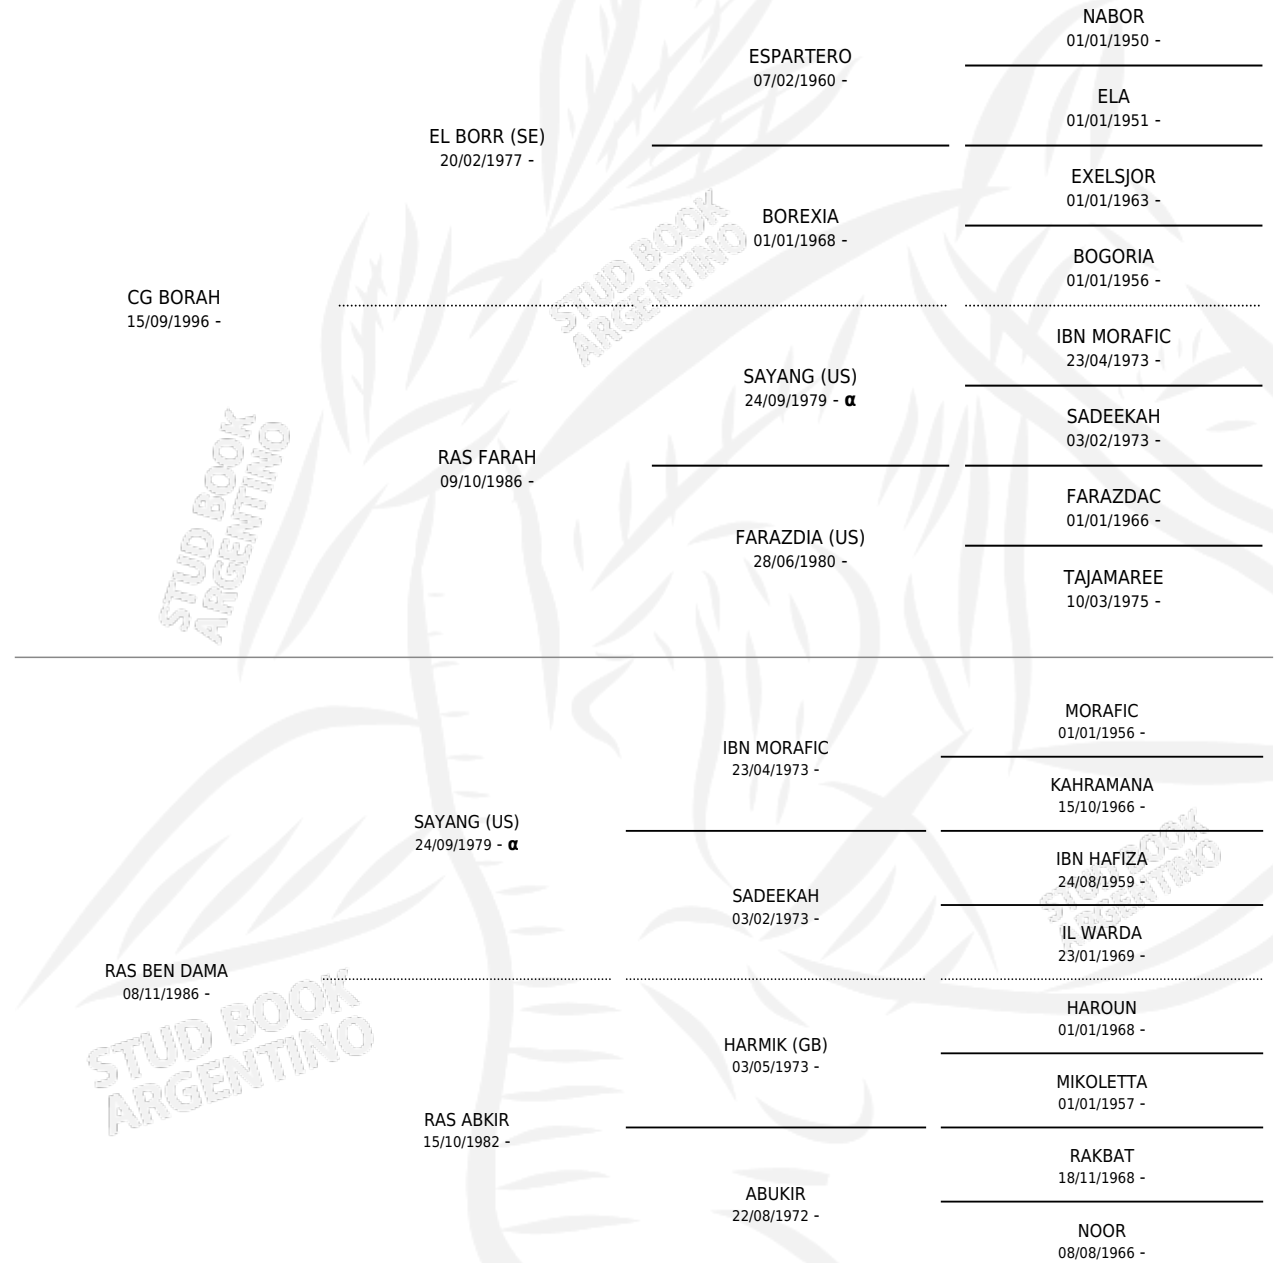 NABOR
01/01/1950 -
ESPARTERO
07/02/1960 -
ELA
01/01/1951 -
EL BORR (SE)
20/02/1977 -
EXELSJOR
01/01/1963 -
BOREXIA
01/01/1968 -
BOGORIA
01/01/1956 -
CG BORAH
15/09/1996 -
IBN MORAFIC
23/04/1973 -
SAYANG (US)
24/09/1979 - α
SADEEKAH
03/02/1973 -
RAS FARAH
09/10/1986 -
FARAZDAC
01/01/1966 -
FARAZDIA (US)
28/06/1980 -
TAJAMAREE
10/03/1975 -
STUD BOOK
ARGENTINO
STUD BOOK
ARGENTINO
MORAFIC
01/01/1956 -
IBN MORAFIC
23/04/1973 -
KAHRAMANA
15/10/1966 -
SAYANG (US)
24/09/1979 - α
IBN HAFIZA
24/08/1959 -
SADEEKAH
03/02/1973 -
IL WARDA
23/01/1969 -
RAS BEN DAMA
08/11/1986 -
HAROUN
01/01/1968 -
HARMIK (GB)
03/05/1973 -
MIKOLETTA
01/01/1957 -
RAS ABKIR
15/10/1982 -
RAKBAT
18/11/1968 -
ABUKIR
22/08/1972 -
NOOR
08/08/1966 -
STUD BOOK
ARGENTINO
STUD BOOK
ARGENTINO